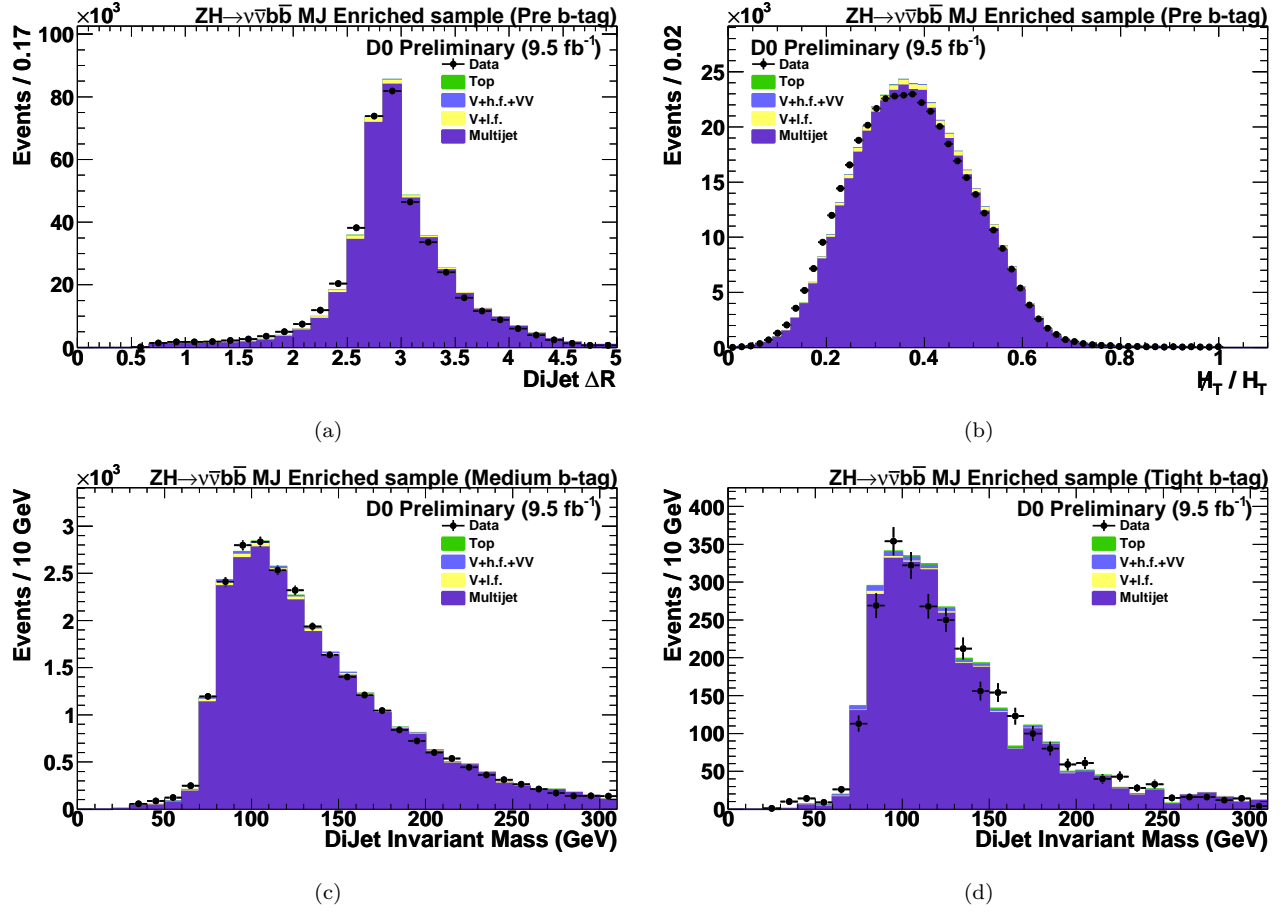 ×10³ ZH→νν̄bb̄ MJ Enriched sample (Pre b-tag)
D0 Preliminary (9.5 fb⁻¹)
Data
Top
V+h.f.+VV
V+l.f.
Multijet
Events / 0.17
100
80
60
40
20
0
0 0.5 1 1.5 2 2.5 3 3.5 4 4.5 5
DiJet ΔR
(a)
×10³ ZH→νν̄bb̄ MJ Enriched sample (Pre b-tag)
D0 Preliminary (9.5 fb⁻¹)
Data
Top
V+h.f.+VV
V+l.f.
Multijet
Events / 0.02
25
20
15
10
5
0
0 0.2 0.4 0.6 0.8 1
H̸_T / H_T
(b)
×10³ ZH→νν̄bb̄ MJ Enriched sample (Medium b-tag)
D0 Preliminary (9.5 fb⁻¹)
Data
Top
V+h.f.+VV
V+l.f.
Multijet
Events / 10 GeV
3
2.5
2
1.5
1
0.5
0
0 50 100 150 200 250 300
DiJet Invariant Mass (GeV)
(c)
ZH→νν̄bb̄ MJ Enriched sample (Tight b-tag)
D0 Preliminary (9.5 fb⁻¹)
Data
Top
V+h.f.+VV
V+l.f.
Multijet
Events / 10 GeV
400
350
300
250
200
150
100
50
0
0 50 100 150 200 250 300
DiJet Invariant Mass (GeV)
(d)